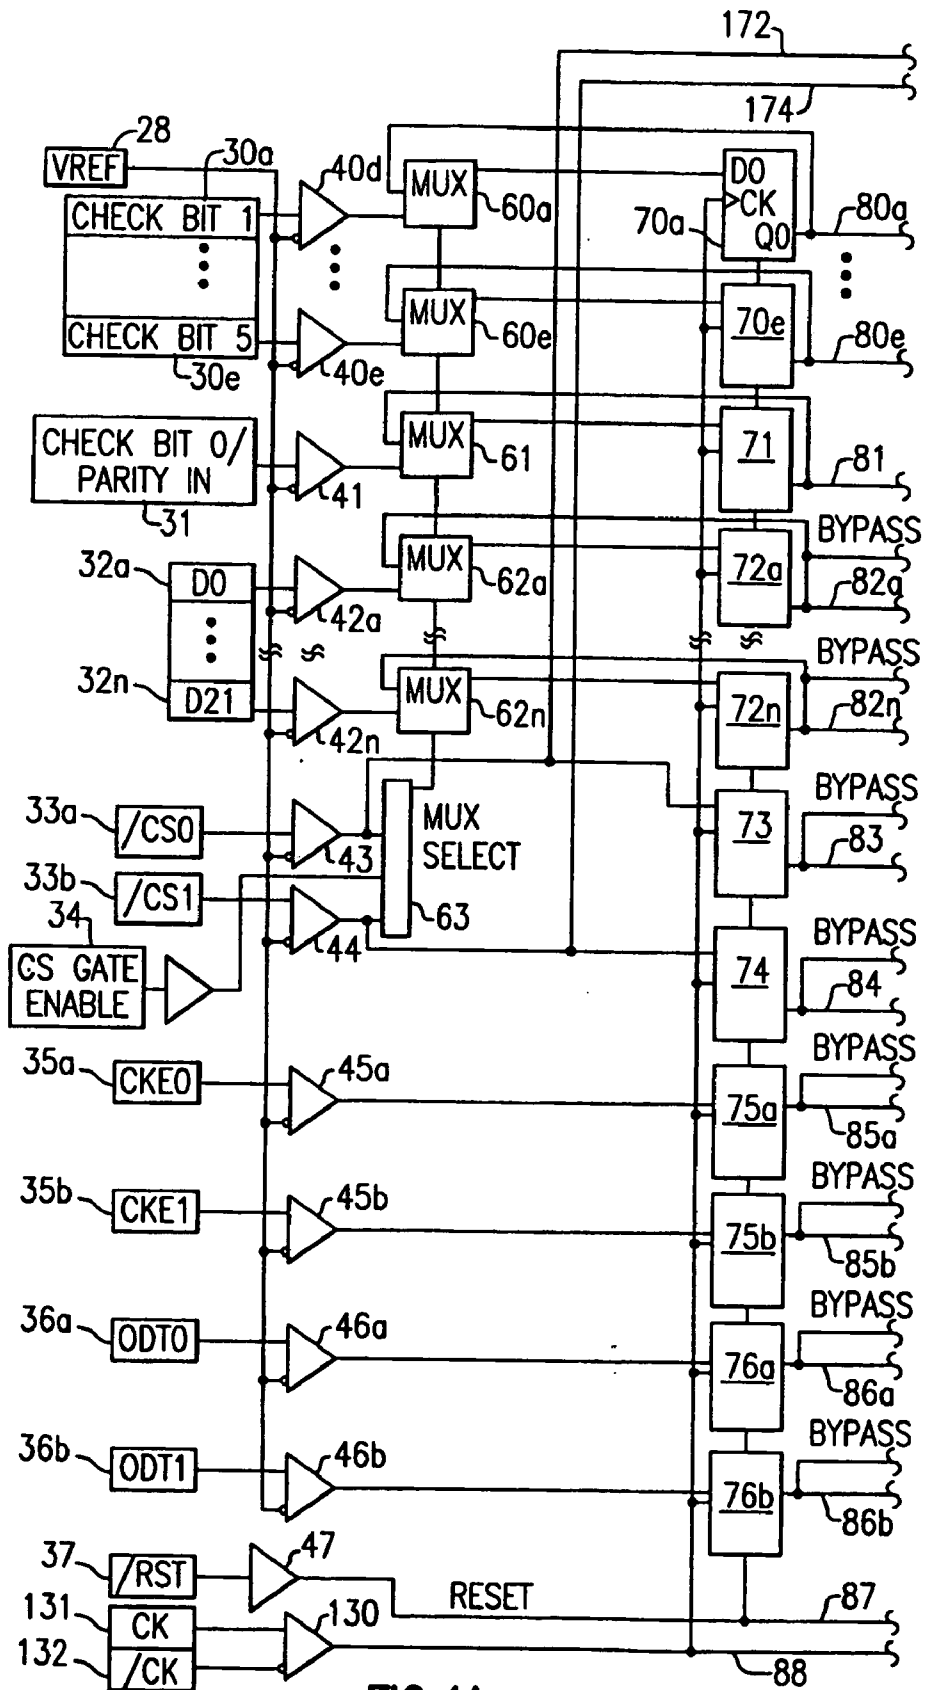 172
174
28
VREF
30a
CHECK BIT 1
CHECK BIT 5
30e
40d
MUX
60a
D0
CK
Q0
70a
80a
MUX
60e
40e
70e
80e
CHECK BIT 0/
PARITY IN
31
41
MUX
61
71
81
32a
D0
42a
MUX
62a
72a
BYPASS
82a
32n
D21
42n
MUX
62n
72n
BYPASS
82n
33a
/CS0
43
MUX
SELECT
63
73
BYPASS
83
33b
/CS1
44
34
CS GATE
ENABLE
74
BYPASS
84
35a
CKE0
45a
75a
BYPASS
85a
35b
CKE1
45b
75b
BYPASS
85b
36a
ODT0
46a
76a
BYPASS
86a
36b
ODT1
46b
76b
BYPASS
86b
37
/RST
47
RESET
87
131
CK
130
132
/CK
88